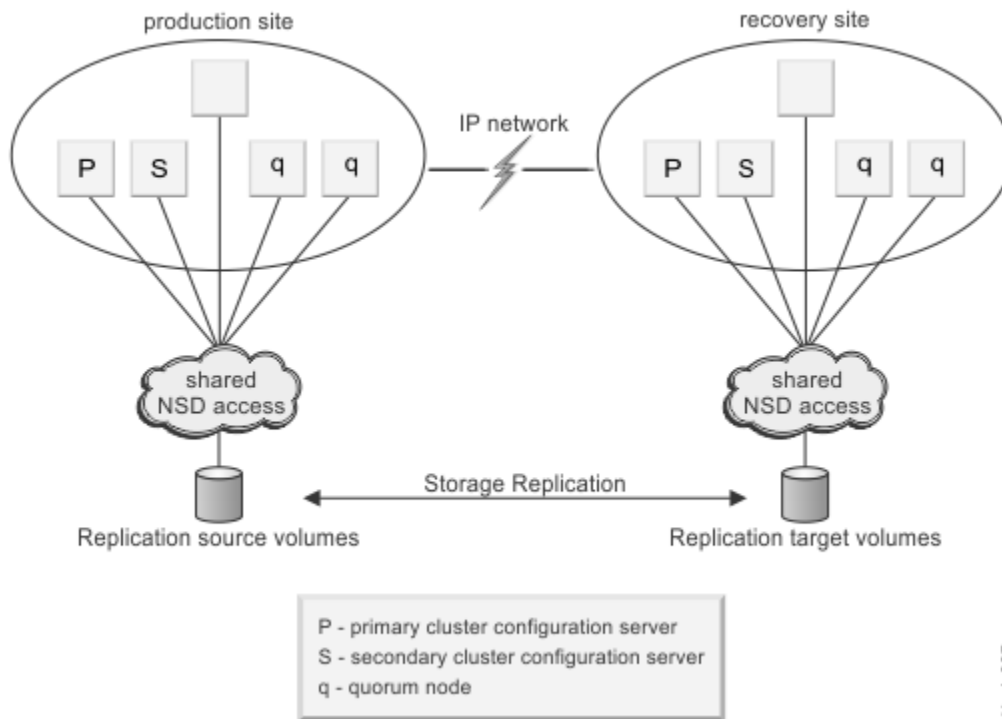 production site
recovery site
IP network
P
S
q
q
P
S
q
q
shared
NSD access
shared
NSD access
Storage Replication
Replication source volumes
Replication target volumes
P - primary cluster configuration server
S - secondary cluster configuration server
q - quorum node